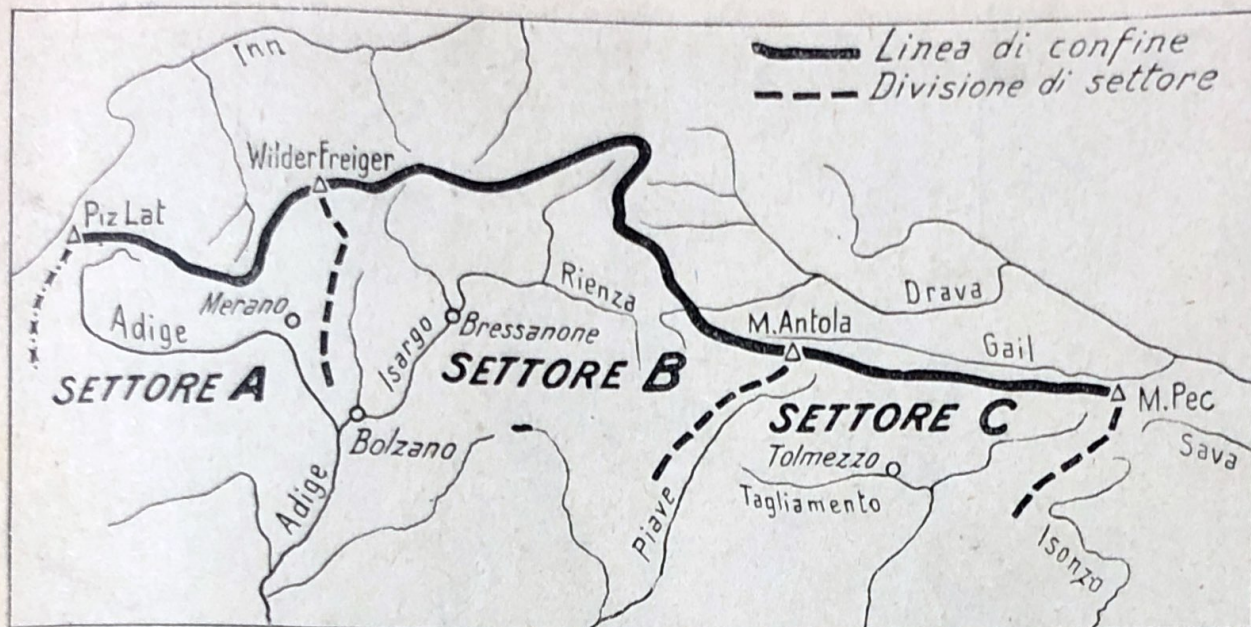 Linea di confine
Divisione di settore
Inn
Wilder Freiger
Piz Lat
Merano
Adige
Rienza
Drava
Bressanone
M. Antola
Gail
Isargo
SETTORE A
SETTORE B
SETTORE C
M. Pec
Sava
Bolzano
Tolmezzo
Adige
Piave
Tagliamento
Isonzo